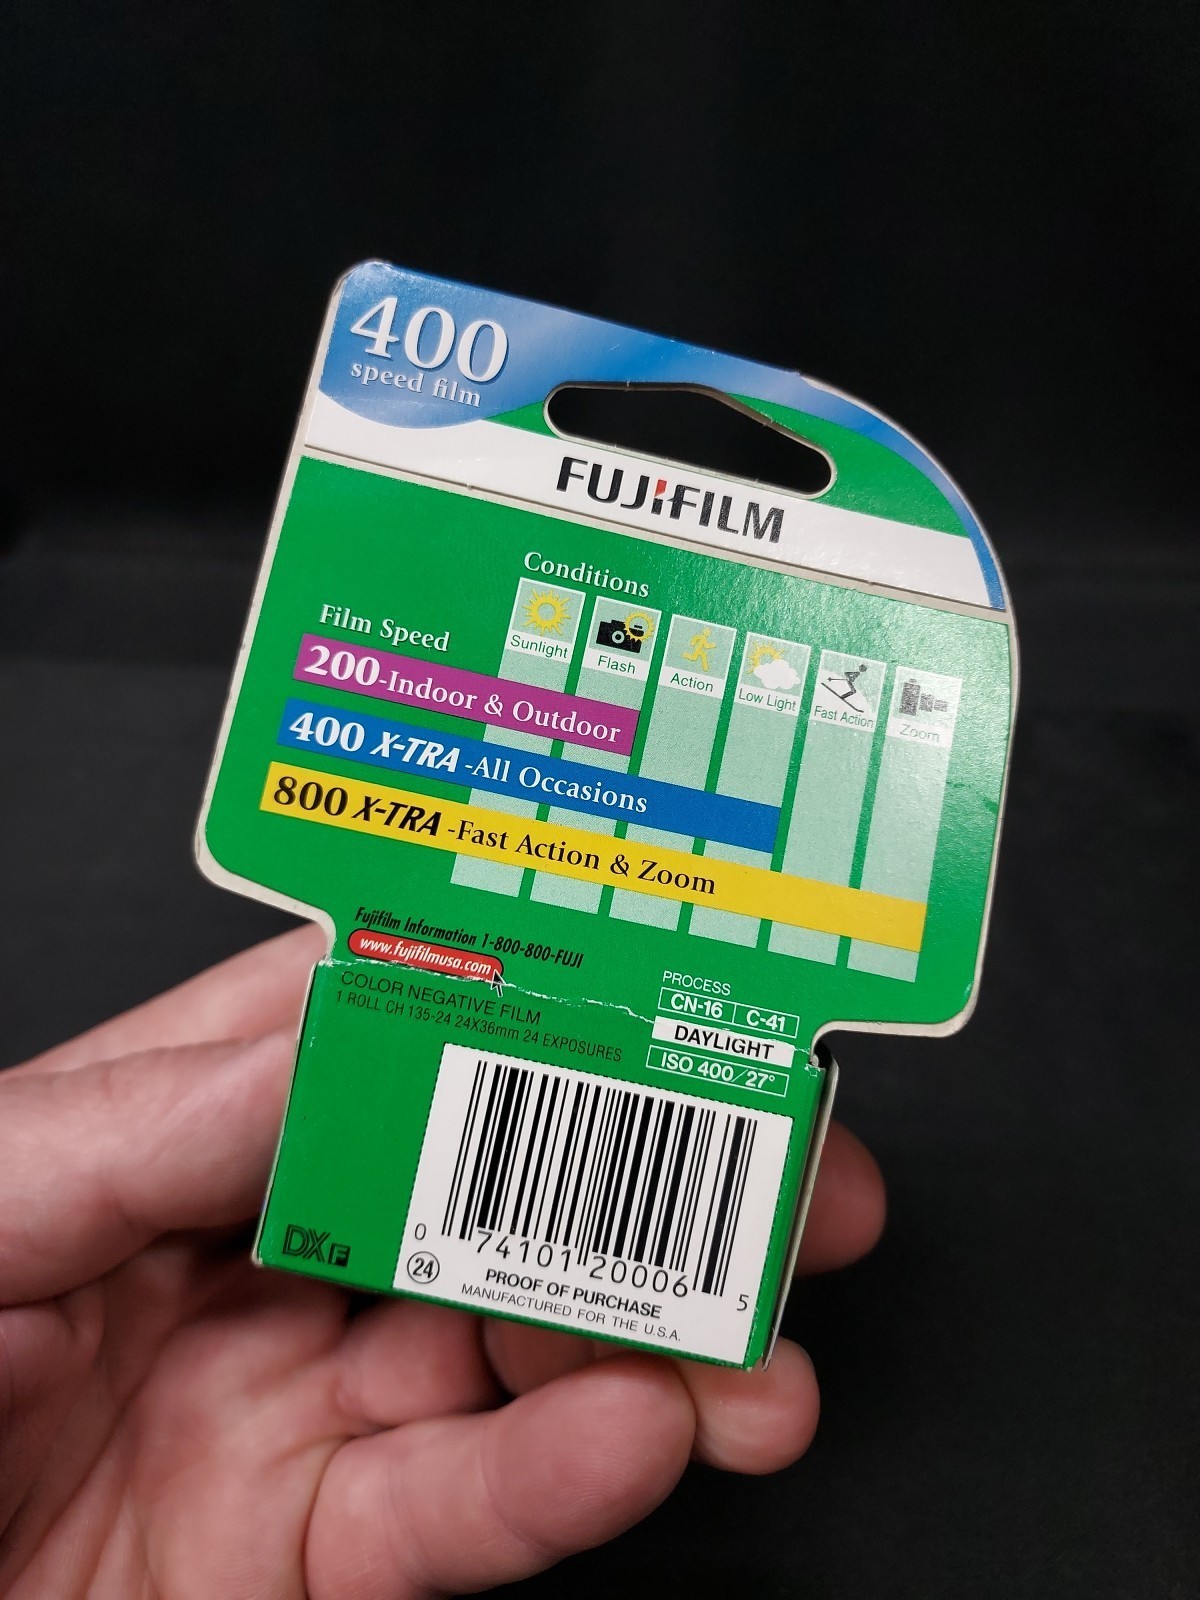 400
speed film
FUJIFILM
Conditions
Sunlight
Flash
Action
Low Light
Fast Action
Zoom
Film Speed
200-Indoor & Outdoor
400 X-TRA -All Occasions
800 X-TRA -Fast Action & Zoom
Fujifilm Information 1-800-800-FUJI
www.fujifilmusa.com
COLOR NEGATIVE FILM
1 ROLL CH 135-24 24X36mm 24 EXPOSURES
PROCESS
CN-16 C-41
DAYLIGHT
ISO 400/27°
DX F
0 74101 20006 5
24
PROOF OF PURCHASE
MANUFACTURED FOR THE U.S.A.